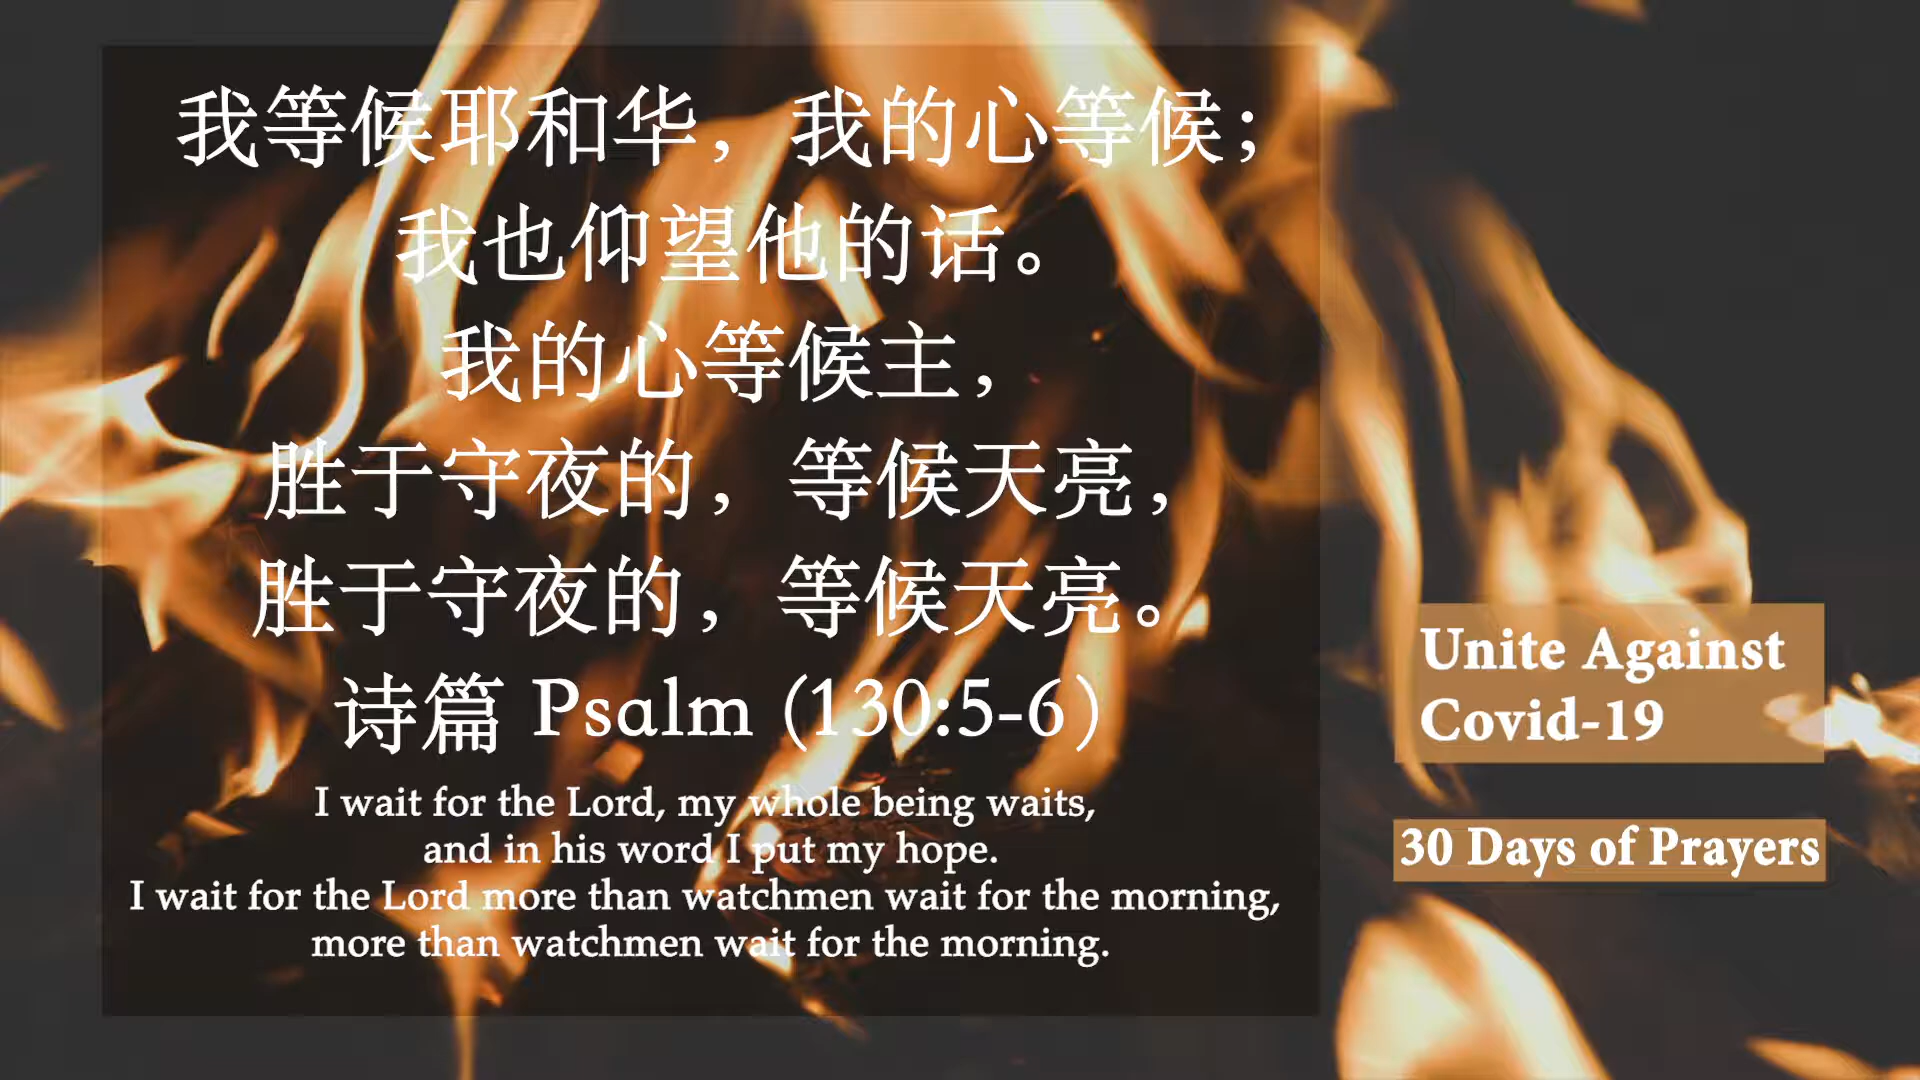 我等候耶和华，我的心等候；
我也仰望他的话。
我的心等候主，
胜于守夜的，等候天亮，
胜于守夜的，等候天亮。
诗篇 Psalm (130:5-6）
I wait for the Lord, my whole being waits,
and in his word I put my hope.
I wait for the Lord more than watchmen wait for the morning,
more than watchmen wait for the morning.
Unite Against
Covid-19
30 Days of Prayers